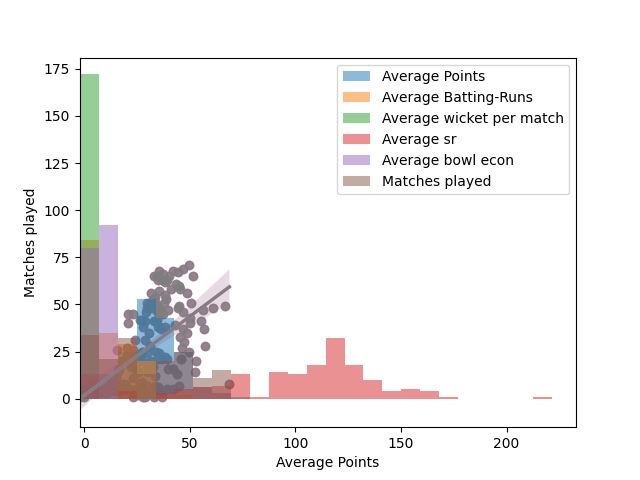 175
150
125
100
75
50
25
0
Matches played
Average Points
Average Batting-Runs
Average wicket per match
Average sr
Average bowl econ
Matches played
0
50
100
150
200
Average Points